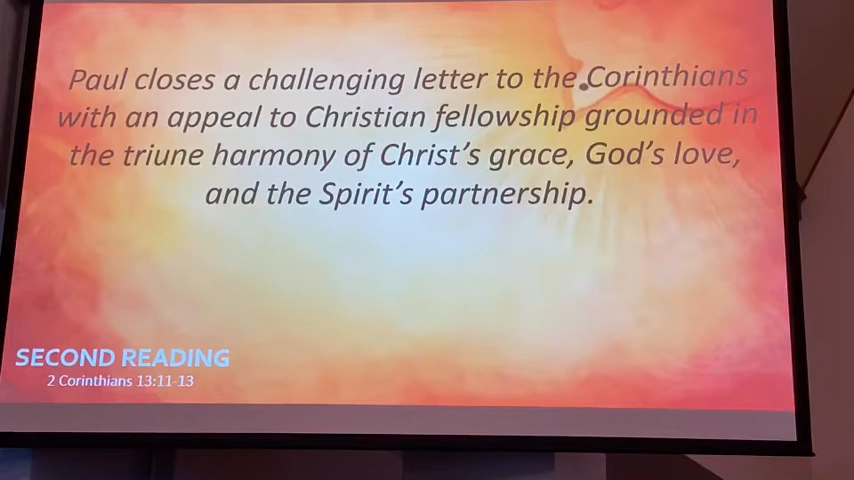 Paul closes a challenging letter to the Corinthians
with an appeal to Christian fellowship grounded in
the triune harmony of Christ's grace, God's love,
and the Spirit's partnership.
SECOND READING
2 Corinthians 13:11-13